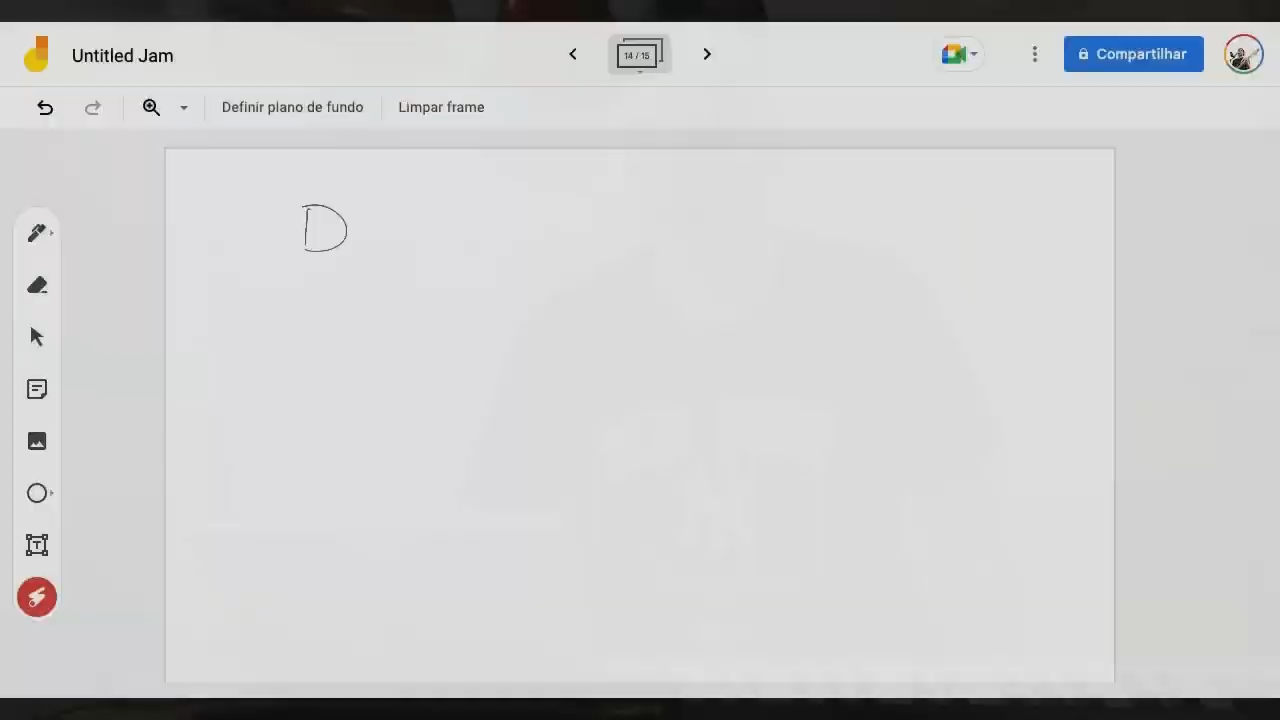 Untitled Jam
14 / 15
Compartilhar
Definir plano de fundo
Limpar frame
D
T